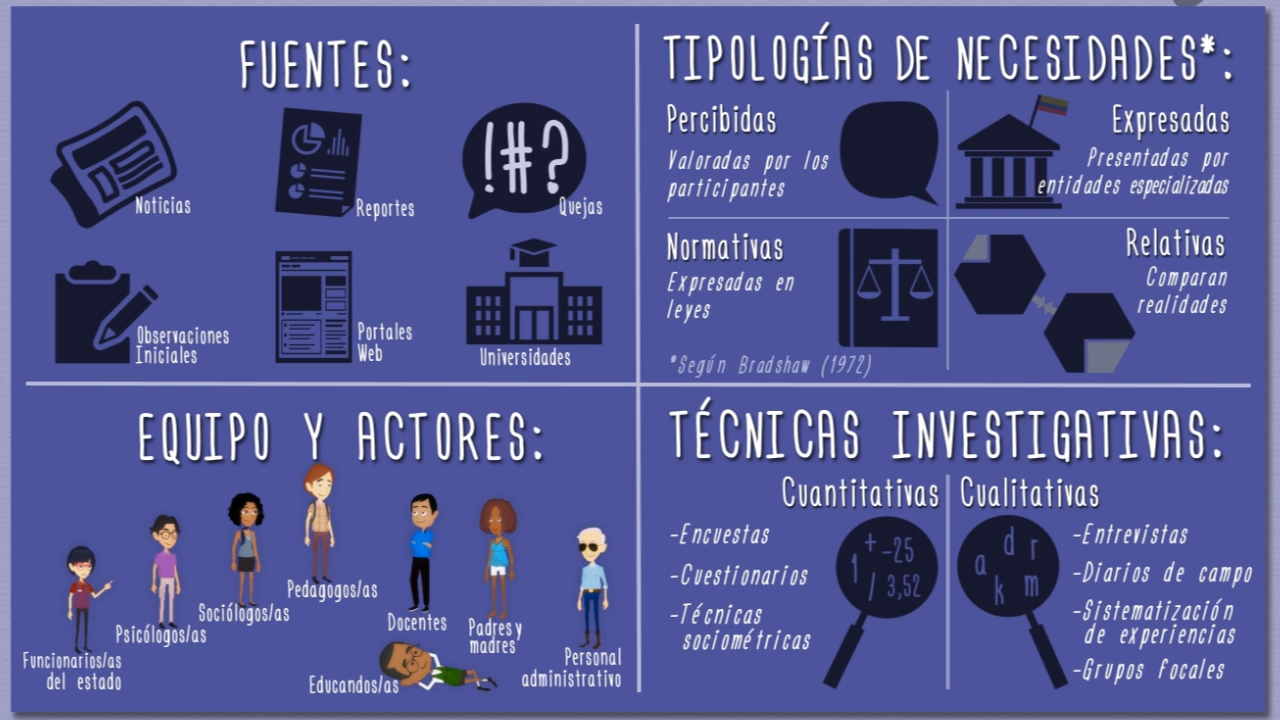 FUENTES:
Noticias
Reportes
!#?
Quejas
Observaciones
Iniciales
Portales
Web
Universidades
TIPOLOGÍAS DE NECESIDADES*:
Percibidas
Valoradas por los
participantes
Expresadas
Presentadas por
entidades especializadas
Normativas
Expresadas en
leyes
Relativas
Comparan
realidades
*Según Bradshaw (1972)
EQUIPO Y ACTORES:
Funcionarios/as
del estado
Psicólogos/as
Sociólogos/as
Pedagogos/as
Docentes
Padres y
madres
Educandos/as
Personal
administrativo
TÉCNICAS INVESTIGATIVAS:
Cuantitativas
-Encuestas
-Cuestionarios
-Técnicas
sociométricas
+ -25
1
/ 3,52
Cualitativas
d r
a
k m
-Entrevistas
-Diarios de campo
-Sistematización
de experiencias
-Grupos focales